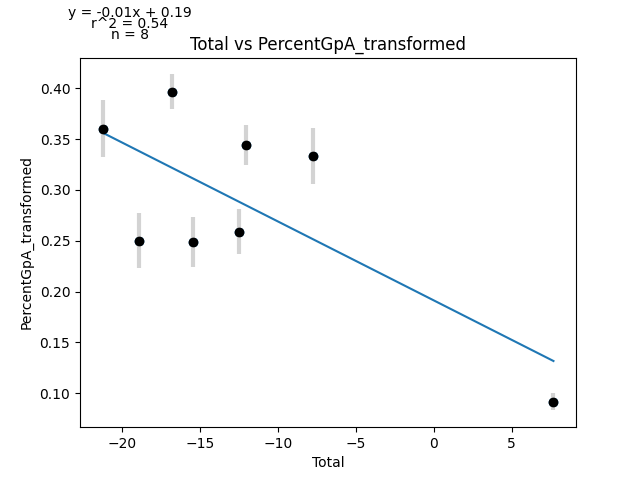 y = -0.01x + 0.19
r^2 = 0.54
n = 8
Total vs PercentGpA_transformed
PercentGpA_transformed
0.40
0.35
0.30
0.25
0.20
0.15
0.10
−20
−15
−10
−5
0
5
Total